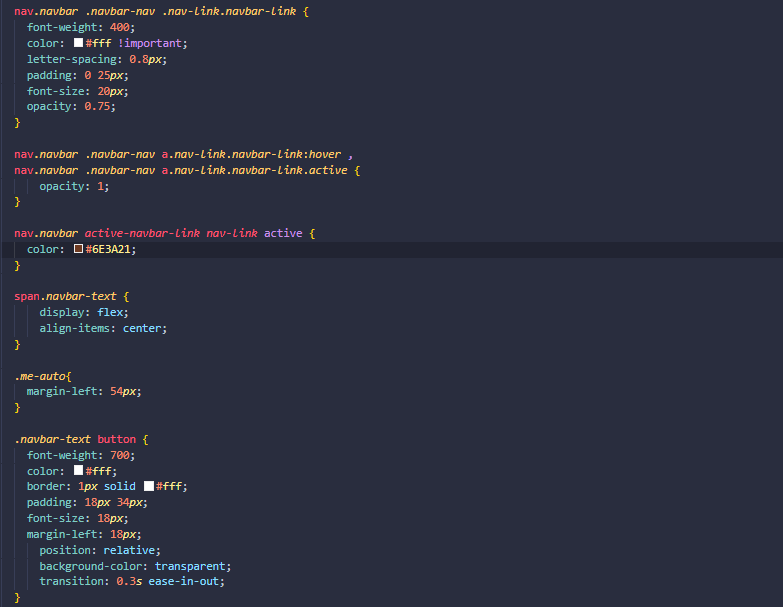 nav.navbar .navbar-nav .nav-link.navbar-link {
font-weight: 400;
color: #fff !important;
letter-spacing: 0.8px;
padding: 0 25px;
font-size: 20px;
opacity: 0.75;
}
nav.navbar .navbar-nav a.nav-link.navbar-link:hover ,
nav.navbar .navbar-nav a.nav-link.navbar-link.active {
opacity: 1;
}
nav.navbar active-navbar-link nav-link active {
color: #6E3A21;
}
span.navbar-text {
display: flex;
align-items: center;
}
.me-auto{
margin-left: 54px;
}
.navbar-text button {
font-weight: 700;
color: #fff;
border: 1px solid #fff;
padding: 18px 34px;
font-size: 18px;
margin-left: 18px;
position: relative;
background-color: transparent;
transition: 0.3s ease-in-out;
}